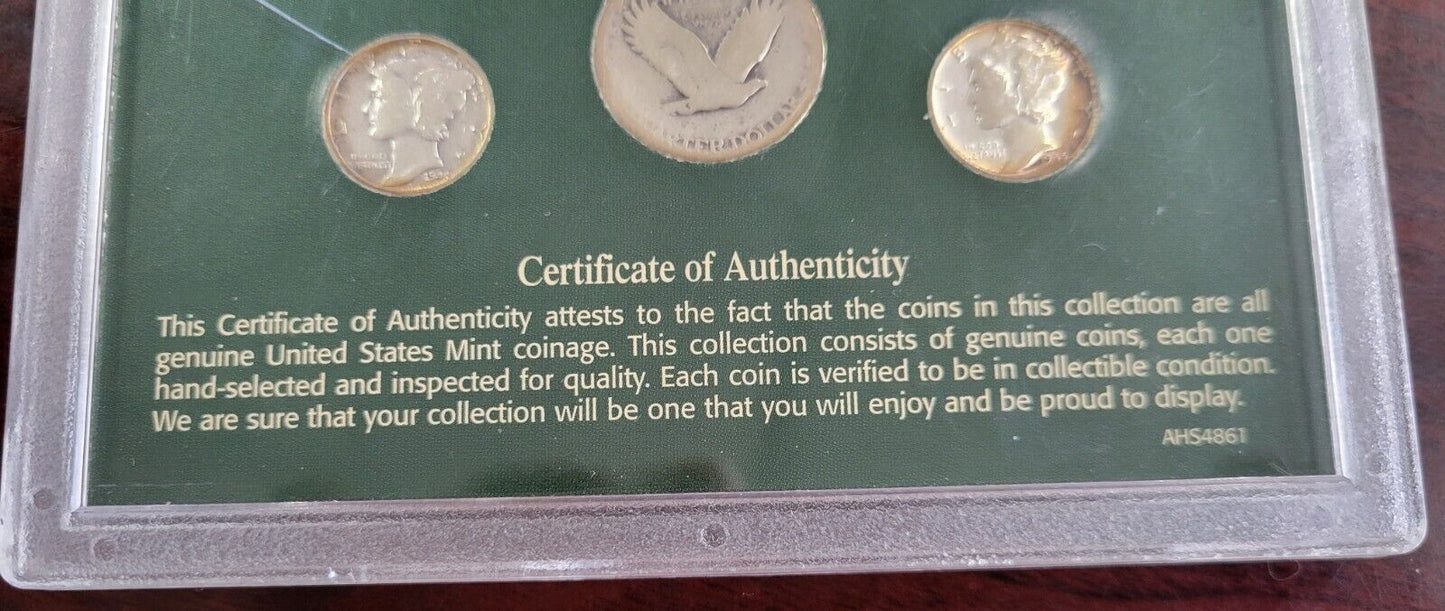 RTER DOLLAR
Certificate of Authenticity
This Certificate of Authenticity attests to the fact that the coins in this collection are all
genuine United States Mint coinage. This collection consists of genuine coins, each one
hand-selected and inspected for quality. Each coin is verified to be in collectible condition.
We are sure that your collection will be one that you will enjoy and be proud to display.
AHS4861